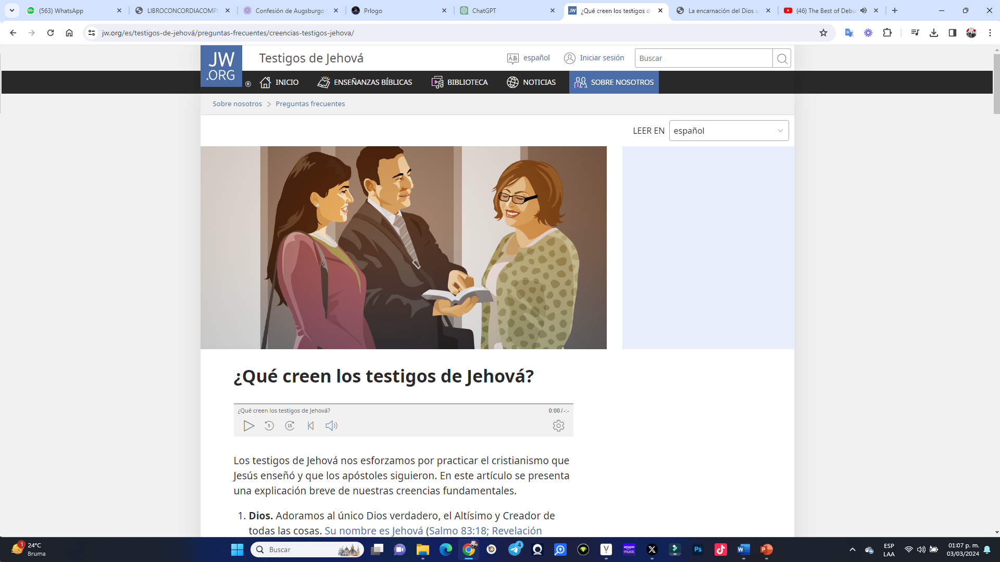 (563) WhatsApp
LIBROCONCORDIACOMPL
Confesión de Augsburgo
Prlogo
ChatGPT
¿Qué creen los testigos d
La encarnación del Dios u
(46) The Best of Debu
jw.org/es/testigos-de-jehová/preguntas-frecuentes/creencias-testigos-jehova/
JW
.ORG
®
Testigos de Jehová
español
Iniciar sesión
Buscar
INICIO
ENSEÑANZAS BÍBLICAS
BIBLIOTECA
NOTICIAS
SOBRE NOSOTROS
Sobre nosotros > Preguntas frecuentes
LEER EN español
¿Qué creen los testigos de Jehová?
¿Qué creen los testigos de Jehová?
0:00 / -:-
5
15
Los testigos de Jehová nos esforzamos por practicar el cristianismo que
Jesús enseñó y que los apóstoles siguieron. En este artículo se presenta
una explicación breve de nuestras creencias fundamentales.
1. Dios. Adoramos al único Dios verdadero, el Altísimo y Creador de
todas las cosas. Su nombre es Jehová (Salmo 83:18; Revelación
1
24°C
Bruma
Buscar
4
amazon music
Ps
ESP
LAA
01:07 p. m.
03/03/2024